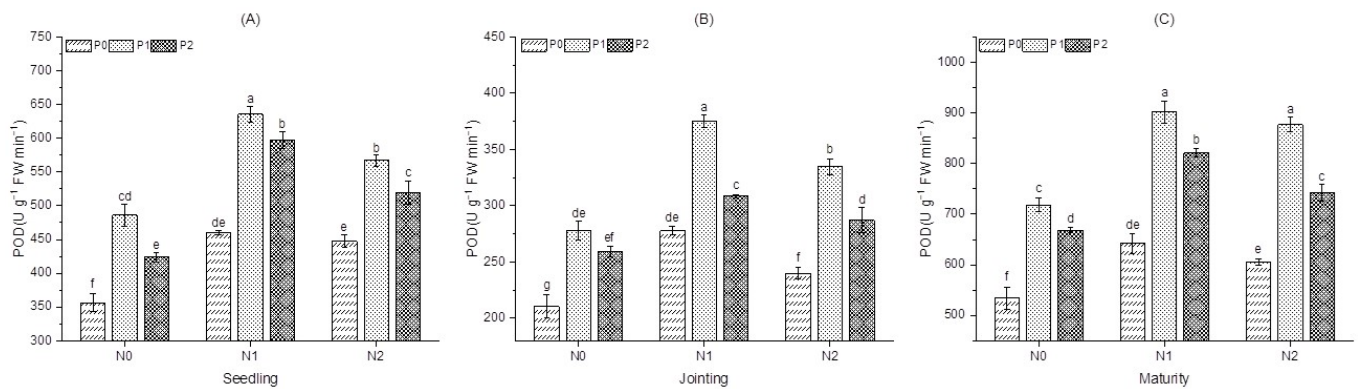 (A)
P0 P1 P2
750
700
650
600
550
500
450
400
350
300
POD(U g⁻¹ FW min⁻¹)
f cd e
de a b
de b c
N0 N1 N2
Seedling
(B)
P0 P1 P2
450
400
350
300
250
200
POD(U g⁻¹ FW min⁻¹)
g de ef
de a c
f b d
N0 N1 N2
Jointing
(C)
P0 P1 P2
1000
900
800
700
600
500
POD(U g⁻¹ FW min⁻¹)
f c d
de a b
e a c
N0 N1 N2
Maturity